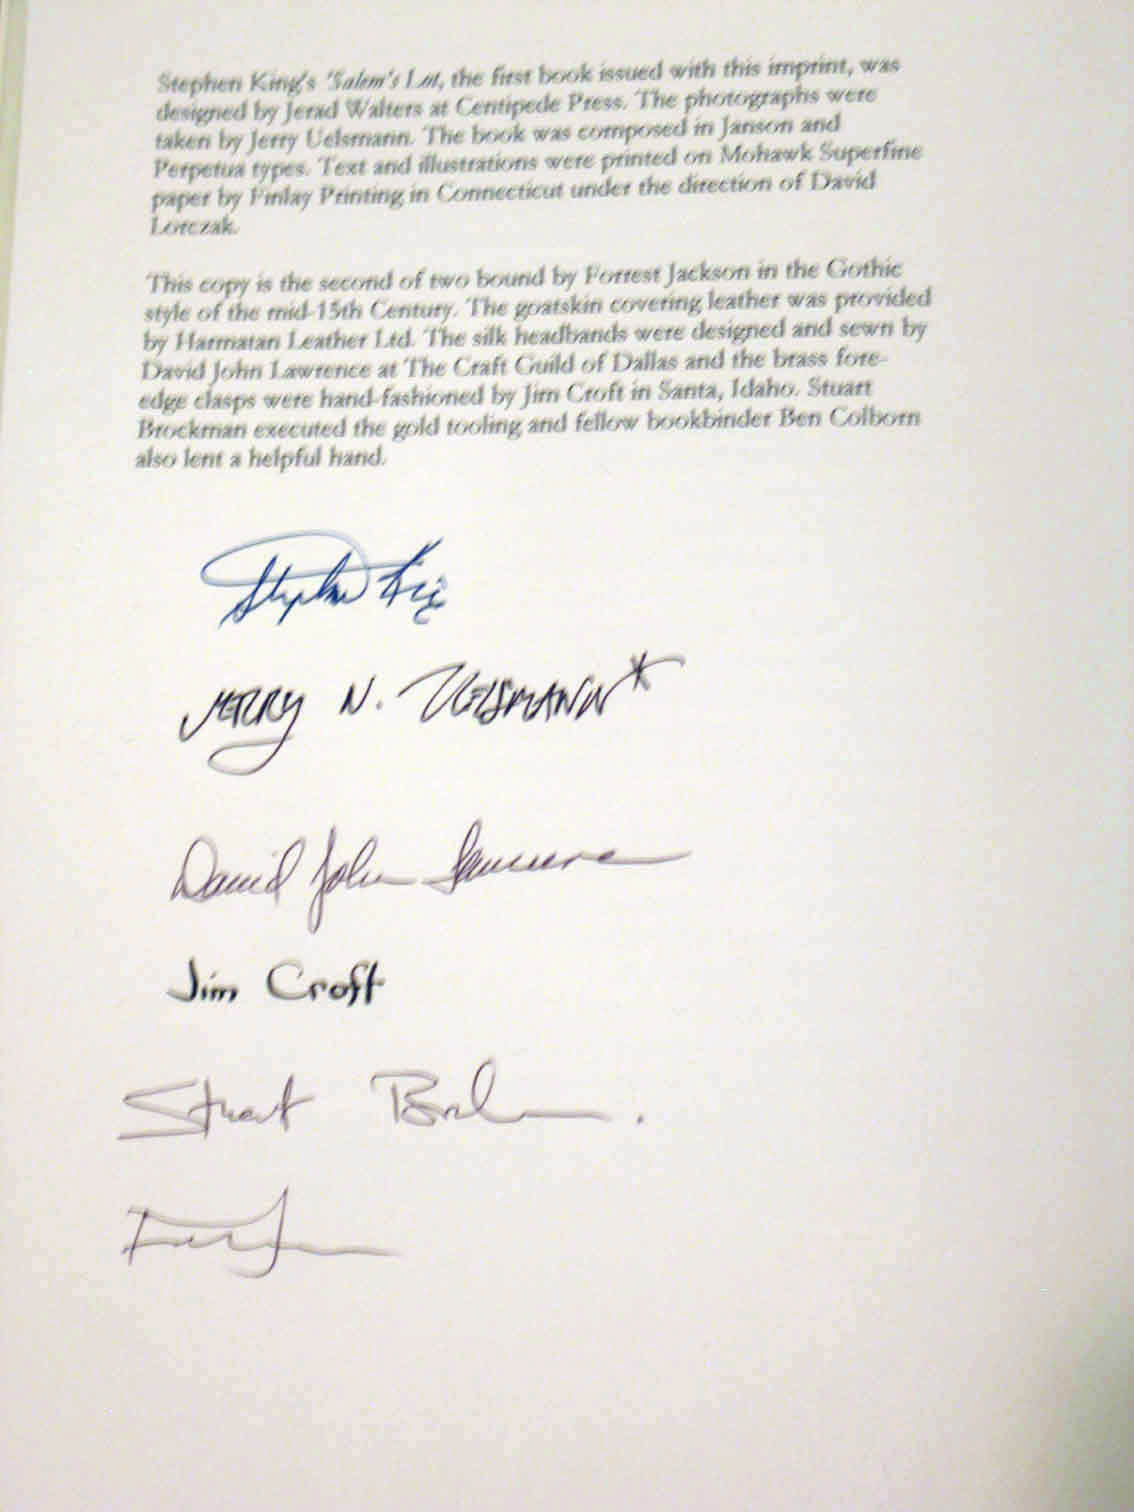 Stephen King's 'Salem's Lot, the first book issued with this imprint, was
designed by Jerad Walters at Centipede Press. The photographs were
taken by Jerry Uelsmann. The book was composed in Janson and
Perpetua types. Text and illustrations were printed on Mohawk Superfine
paper by Finlay Printing in Connecticut under the direction of David
Lorczak.
This copy is the second of two bound by Forrest Jackson in the Gothic
style of the mid-15th Century. The goatskin covering leather was provided
by Harmatan Leather Ltd. The silk headbands were designed and sewn by
David John Lawrence at The Craft Guild of Dallas and the brass fore-
edge clasps were hand-fashioned by Jim Croft in Santa, Idaho. Stuart
Brockman executed the gold tooling and fellow bookbinder Ben Colborn
also lent a helpful hand.
Stephen King
JERRY N. UELSMANN*
David John Lawrence
Jim Croft
Stuart Brockman.